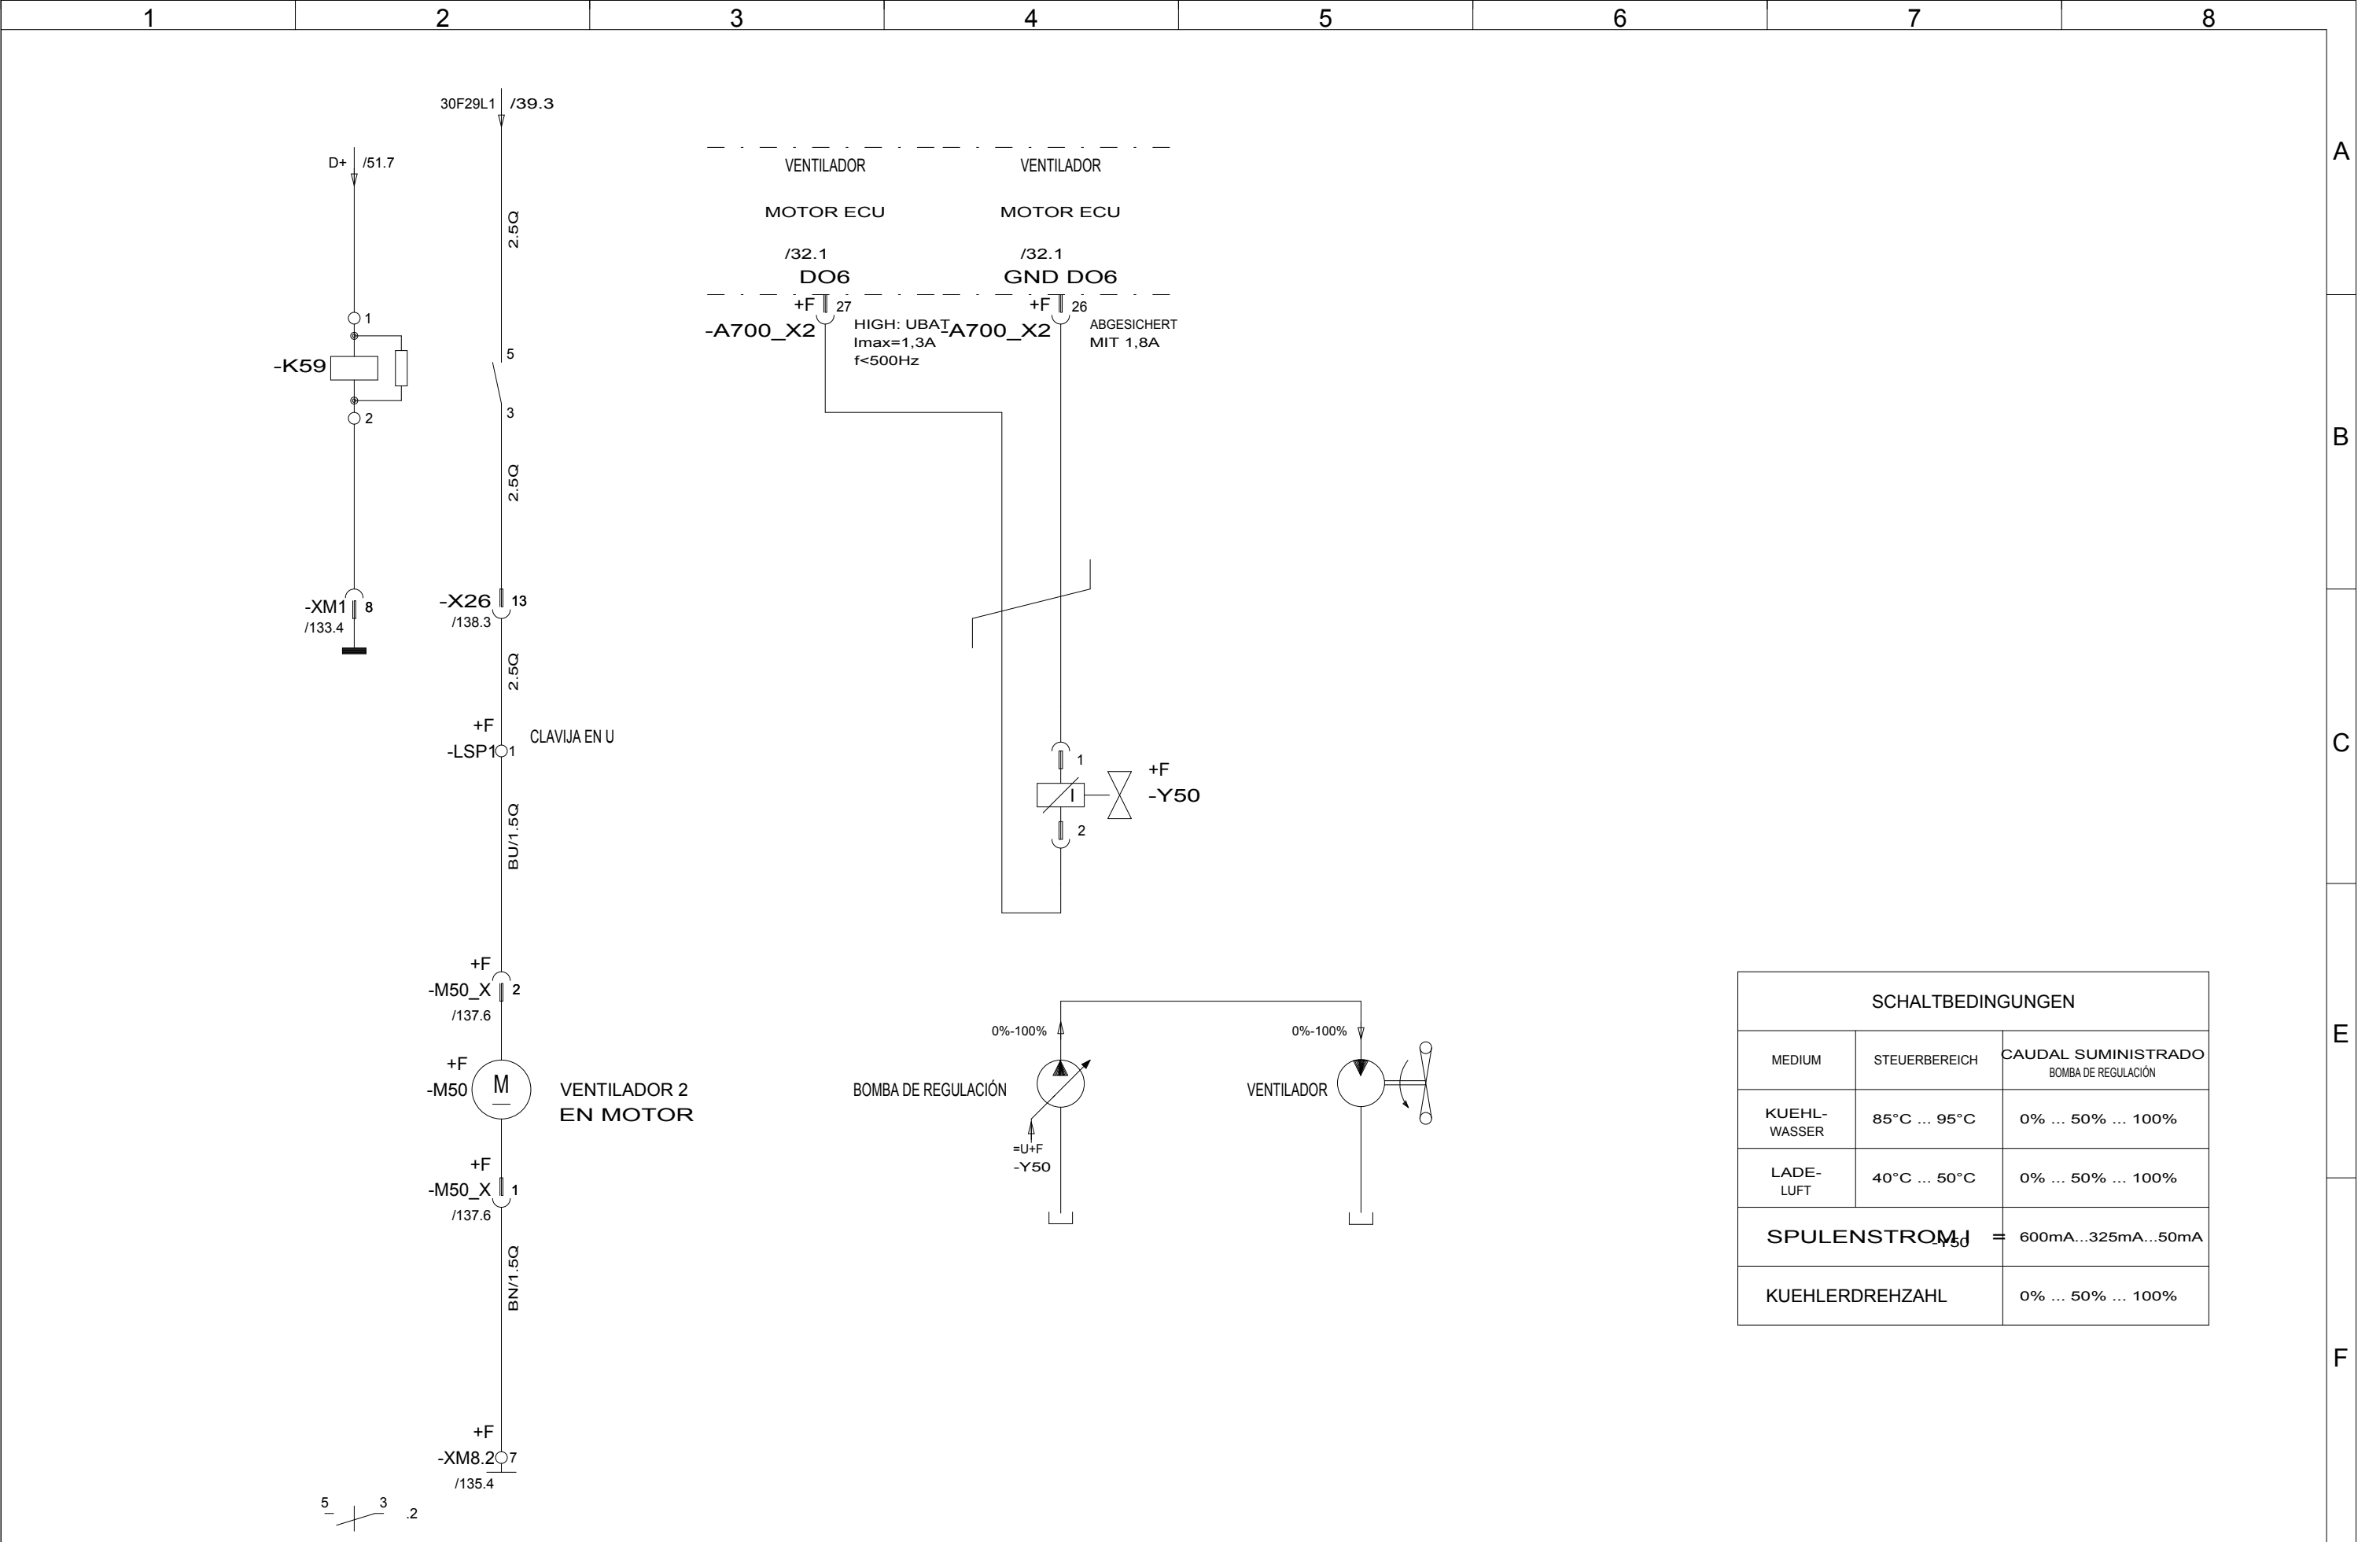 1 2 3 4 5 6 7 8
A
B
C
E
F
30F29L1 /39.3
D+ /51.7
2.5Q
VENTILADOR
MOTOR ECU
/32.1
DO6
+F 27
-A700_X2
HIGH: UBAT
Imax=1,3A
f<500Hz
VENTILADOR
MOTOR ECU
/32.1
GND DO6
+F 26
-A700_X2
ABGESICHERT
MIT 1,8A
1
-K59
2
5
3
2.5Q
-XM1 8
/133.4
-X26 13
/138.3
2.5Q
+F
-LSP1 1
CLAVIJA EN U
BU/1.5Q
1
+F
-Y50
I
2
+F
-M50_X 2
/137.6
+F
-M50
M
VENTILADOR 2
EN MOTOR
+F
-M50_X 1
/137.6
BN/1.5Q
+F
-XM8.2 7
/135.4
5 3 .2
0%-100%
0%-100%
BOMBA DE REGULACIÓN
VENTILADOR
=U+F
-Y50
SCHALTBEDINGUNGEN
MEDIUM STEUERBEREICH CAUDAL SUMINISTRADO
BOMBA DE REGULACIÓN
KUEHL-
WASSER
85°C ... 95°C 0% ... 50% ... 100%
LADE-
LUFT
40°C ... 50°C 0% ... 50% ... 100%
SPULENSTROM I -Y50 = 600mA...325mA...50mA
KUEHLERDREHZAHL 0% ... 50% ... 100%